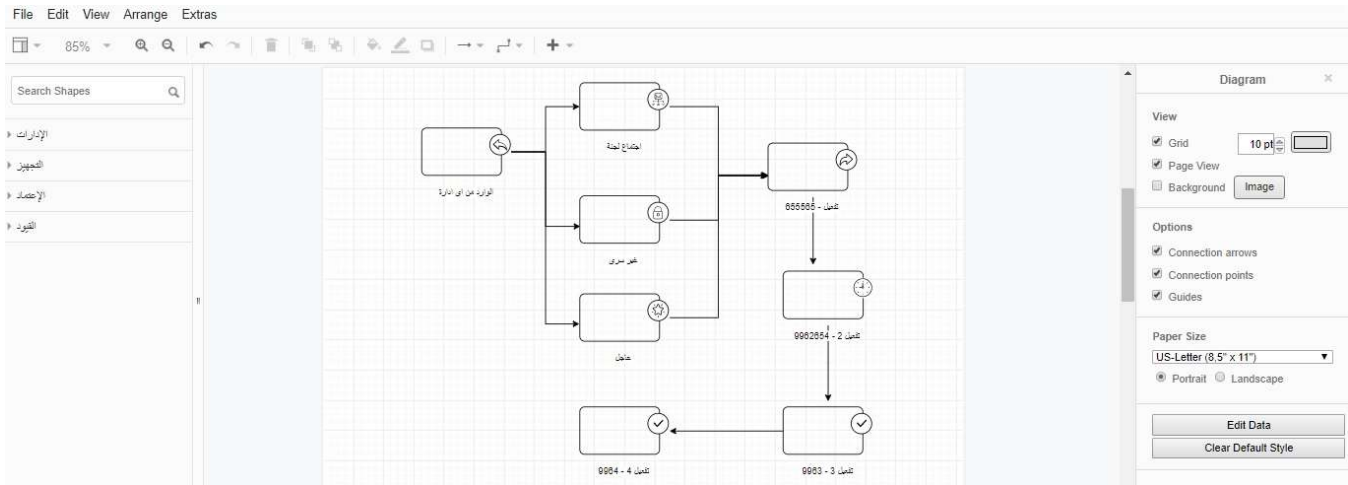 File Edit View Arrange Extras
85%
Search Shapes
الإدارات
التجهيز
الإعتماد
القيود
الوارد من اى ادارة
اجتماع لجنة
غير سرى
عاجل
تفعيل - 655565
تفعيل 2 - 9962654
تفعيل 3 - 9963
تفعيل 4 - 9964
Diagram
View
Grid 10 pt
Page View
Background Image
Options
Connection arrows
Connection points
Guides
Paper Size
US-Letter (8,5" x 11")
Portrait Landscape
Edit Data
Clear Default Style